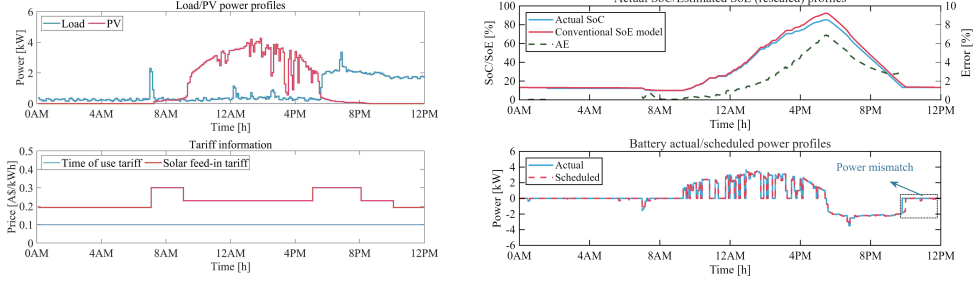 Load/PV power profiles
Load PV
Power [kW]
6
4
2
0
0AM 4AM 8AM 12AM 4PM 8PM 12PM
Time [h]
Tariff information
Time of use tariff Solar feed-in tariff
Price [A$/kWh]
0.5
0.4
0.3
0.2
0.1
0
0AM 4AM 8AM 12AM 4PM 8PM 12PM
Time [h]
Actual SoC/Estimated SoE (rescaled) profiles
Actual SoC
Conventional SoE model
AE
SoC/SoE [%]
100
80
60
40
20
0
Error [%]
10
8
6
4
2
0
0AM 4AM 8AM 12AM 4PM 8PM 12PM
Time [h]
Battery actual/scheduled power profiles
Actual
Scheduled
Power mismatch
Power [kW]
6
4
2
0
-2
-4
-6
0AM 4AM 8AM 12AM 4PM 8PM 12PM
Time [h]